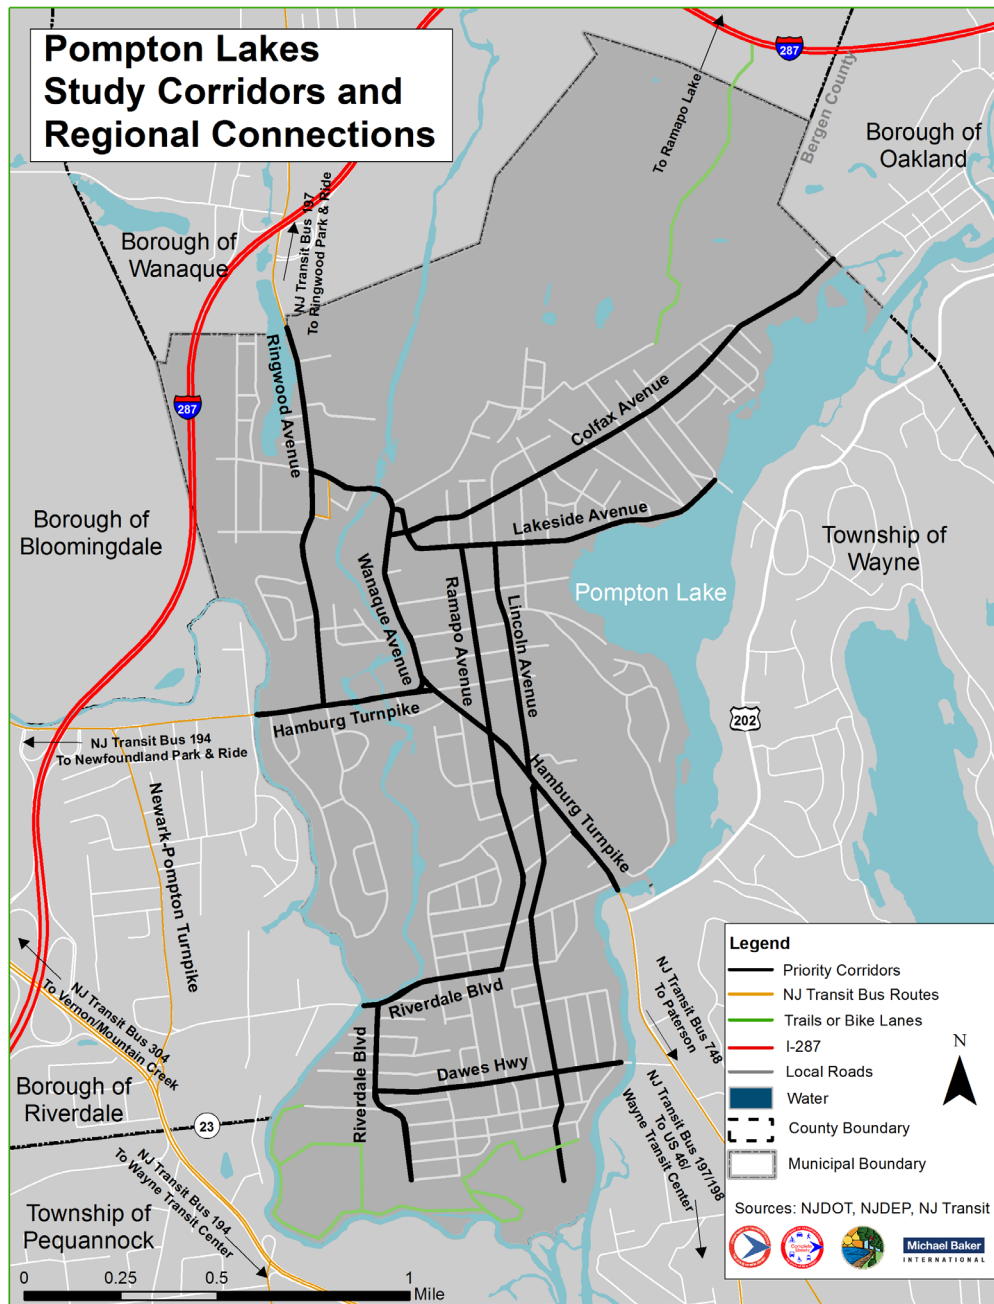 Pompton Lakes
Study Corridors and
Regional Connections
287
To Ramapo Lake
Bergen County
Borough of
Oakland
Borough of
Wanaque
NJ Transit Bus 197
To Ringwood Park & Ride
287
Ringwood Avenue
Colfax Avenue
Lakeside Avenue
Borough of
Bloomingdale
Township of
Wayne
Wanaque Avenue
Ramapo Avenue
Lincoln Avenue
Pompton Lake
Hamburg Turnpike
202
NJ Transit Bus 194
To Newfoundland Park & Ride
Hamburg Turnpike
Newark-Pompton Turnpike
NJ Transit Bus 304
To Vernon/Mountain Creek
Riverdale Blvd
Riverdale Blvd
Dawes Hwy
NJ Transit Bus 748
To Paterson
NJ Transit Bus 197/198
To US 46/
Wayne Transit Center
Borough of
Riverdale
23
NJ Transit Bus 194
To Wayne Transit Center
Township of
Pequannock
0 0.25 0.5 1
Mile
Legend
Priority Corridors
NJ Transit Bus Routes
Trails or Bike Lanes
I-287
Local Roads
Water
County Boundary
Municipal Boundary
N
Sources: NJDOT, NJDEP, NJ Transit
Complete
Streets
Michael Baker
INTERNATIONAL